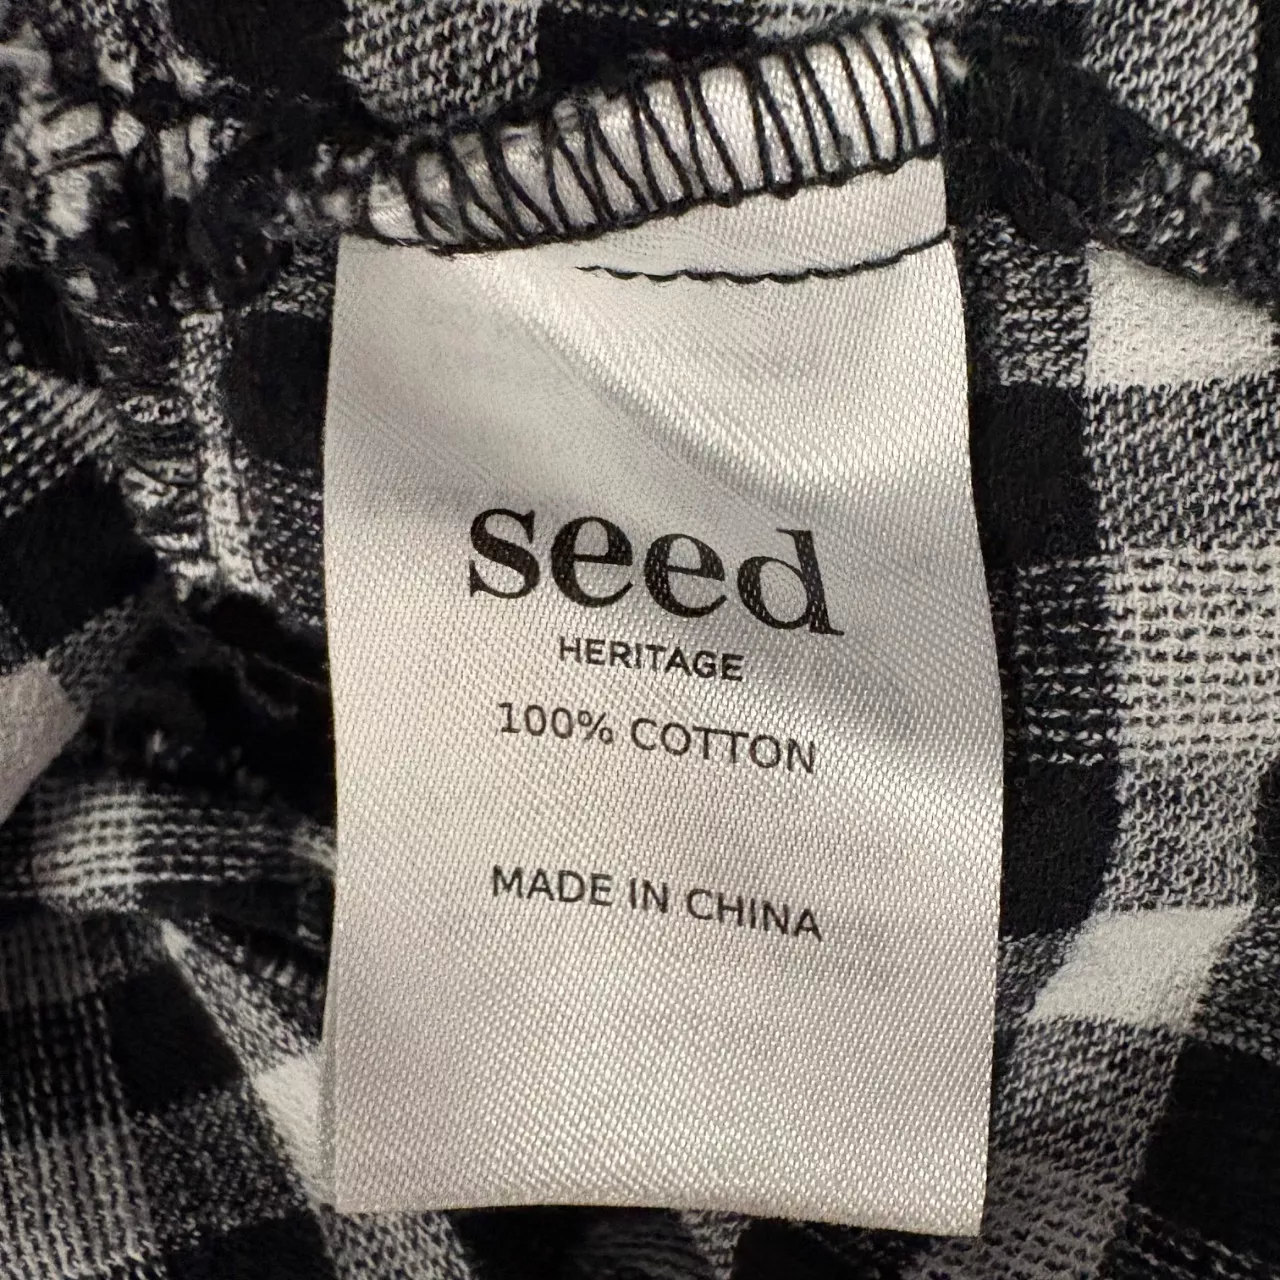 seed
HERITAGE
100% COTTON
MADE IN CHINA